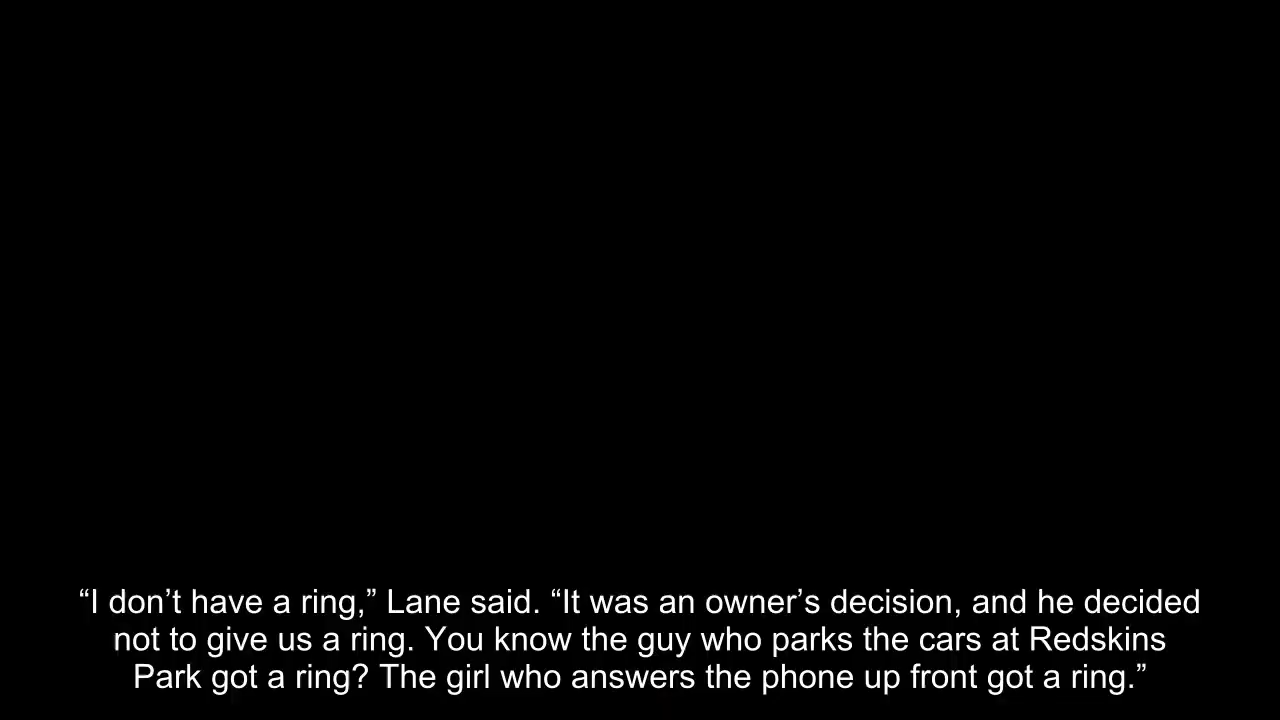 “I don’t have a ring,” Lane said. “It was an owner’s decision, and he decided
not to give us a ring. You know the guy who parks the cars at Redskins
Park got a ring? The girl who answers the phone up front got a ring.”